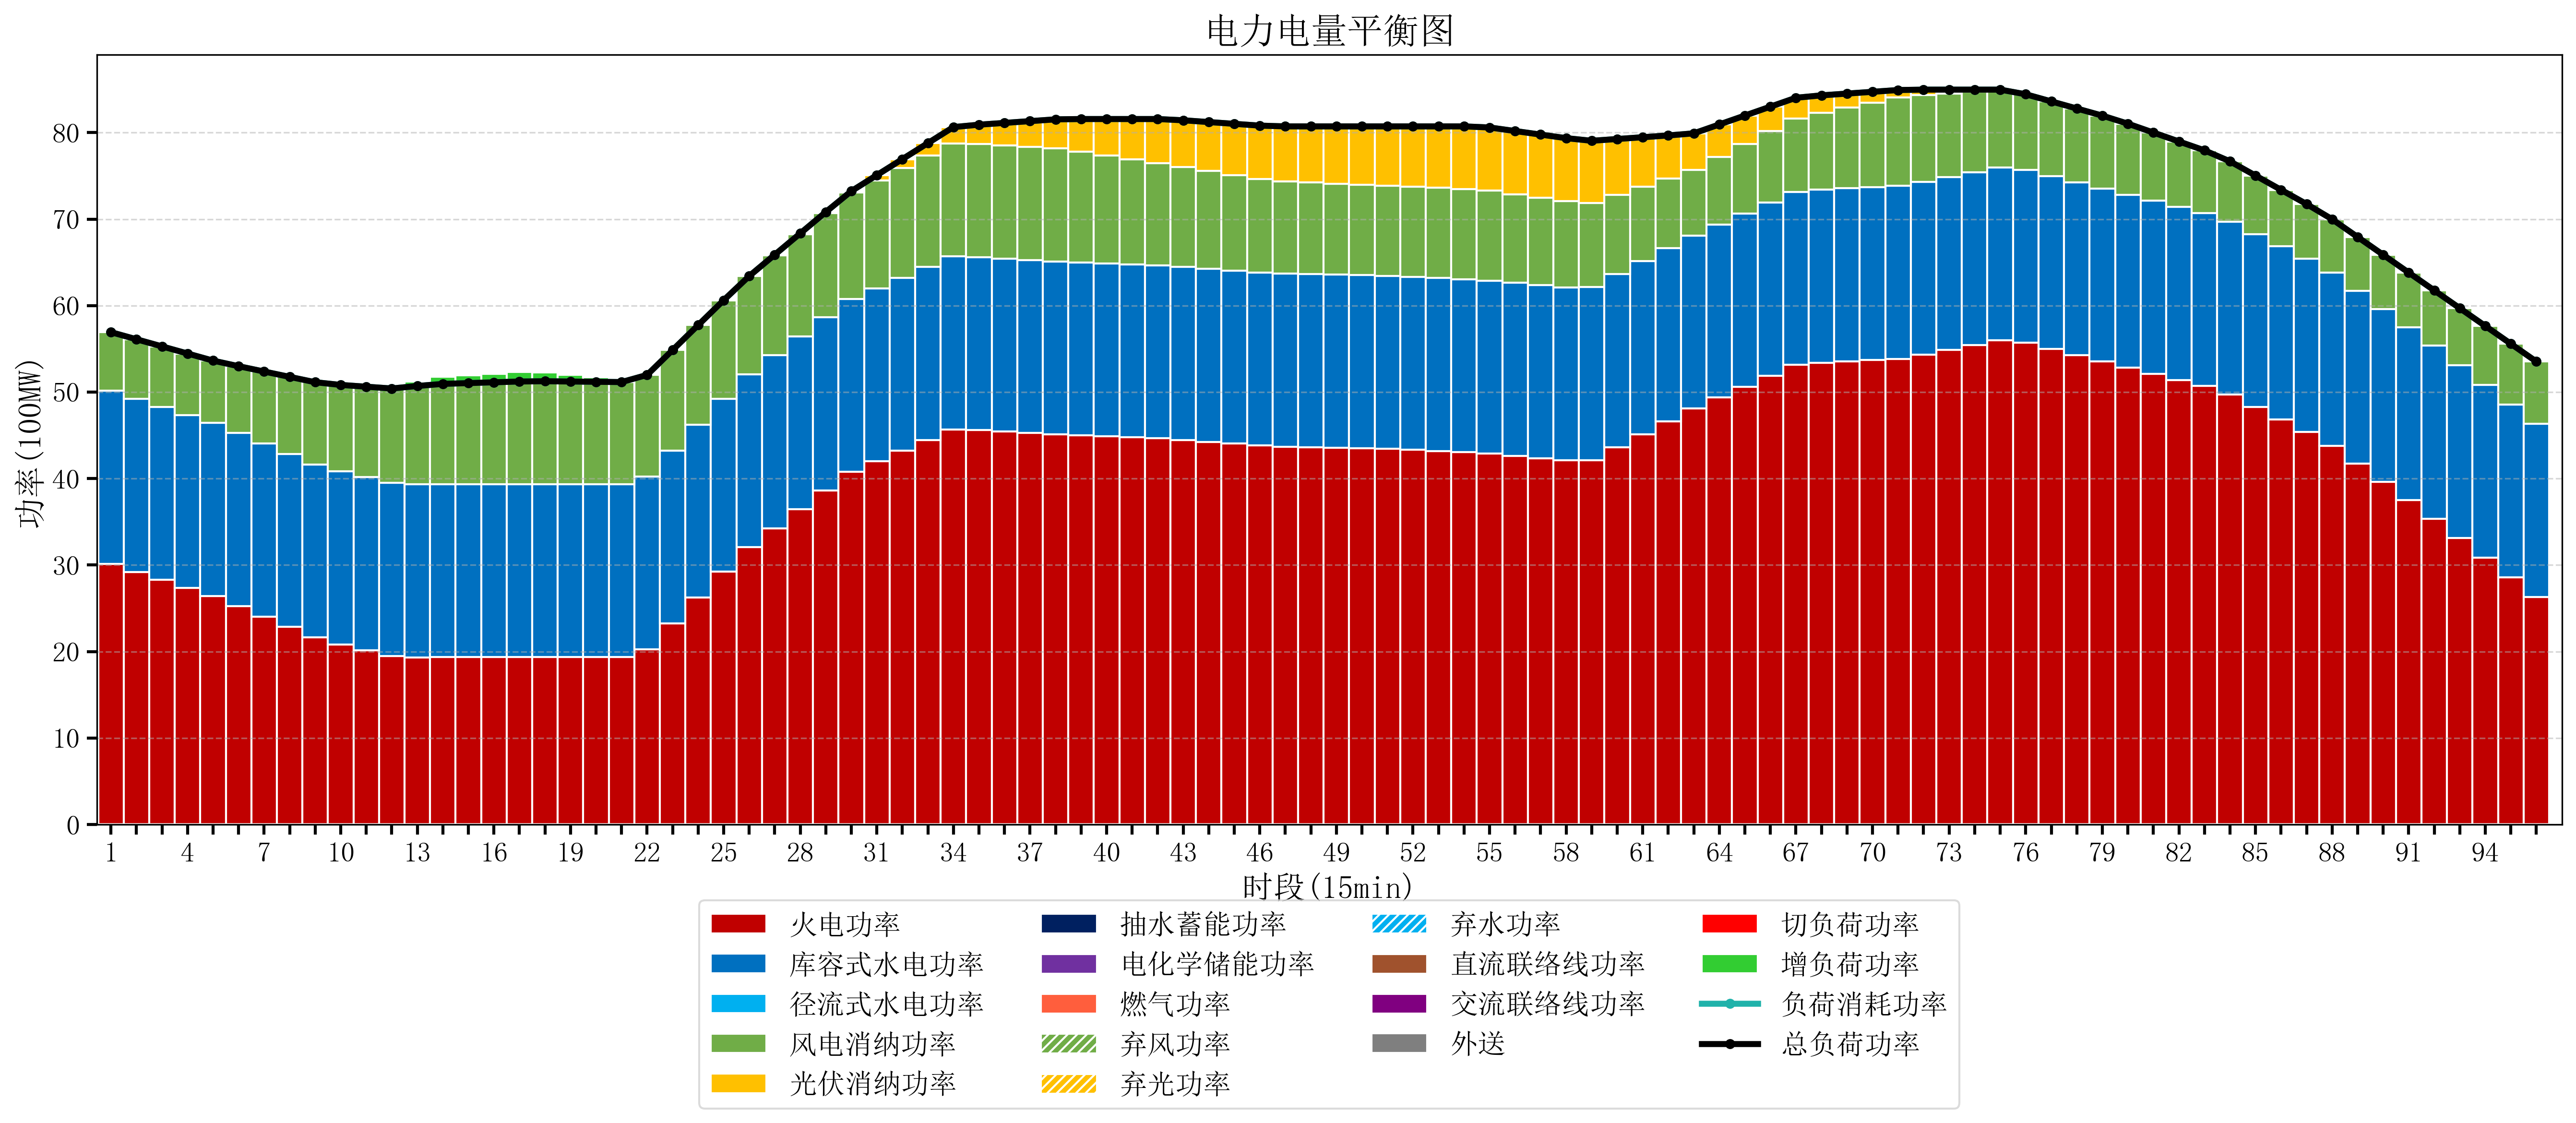 电力电量平衡图
功率(100MW)
80
70
60
50
40
30
20
10
0
1 4 7 10 13 16 19 22 25 28 31 34 37 40 43 46 49 52 55 58 61 64 67 70 73 76 79 82 85 88 91 94
时段(15min)
火电功率 抽水蓄能功率 弃水功率 切负荷功率
库容式水电功率 电化学储能功率 直流联络线功率 增负荷功率
径流式水电功率 燃气功率 交流联络线功率 负荷消耗功率
风电消纳功率 弃风功率 外送 总负荷功率
光伏消纳功率 弃光功率